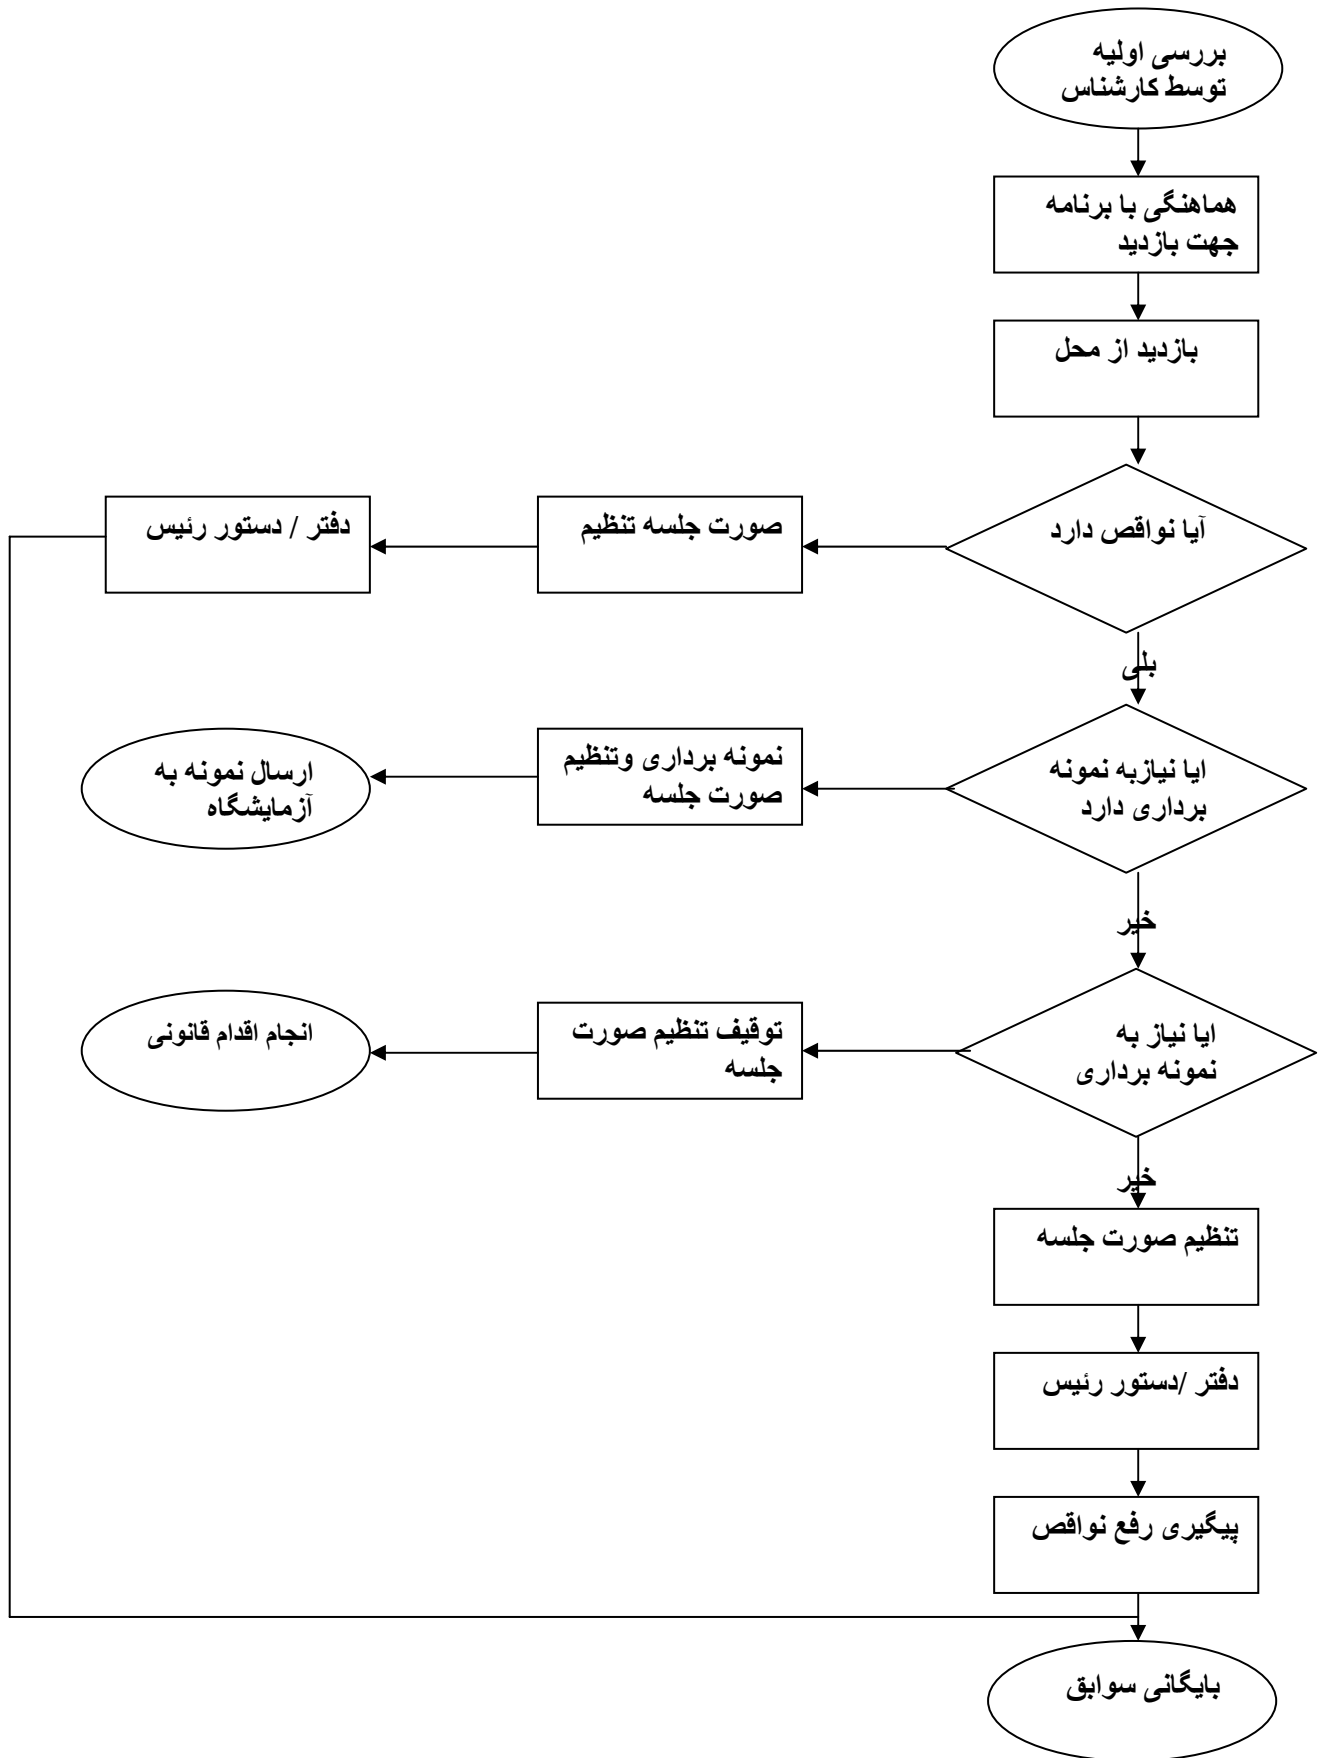 بررسی اولیه
توسط کارشناس
هماهنگی با برنامه
جهت بازدید
بازدید از محل
آیا نواقص دارد
صورت جلسه تنظیم
دفتر / دستور رئیس
بلی
ایا نیازبه نمونه
برداری دارد
نمونه برداری وتنظیم
صورت جلسه
ارسال نمونه به
آزمایشگاه
خیر
ایا نیاز به
نمونه برداری
توقیف تنظیم صورت
جلسه
انجام اقدام قانونی
خیر
تنظیم صورت جلسه
دفتر /دستور رئیس
پیگیری رفع نواقص
بایگانی سوابق